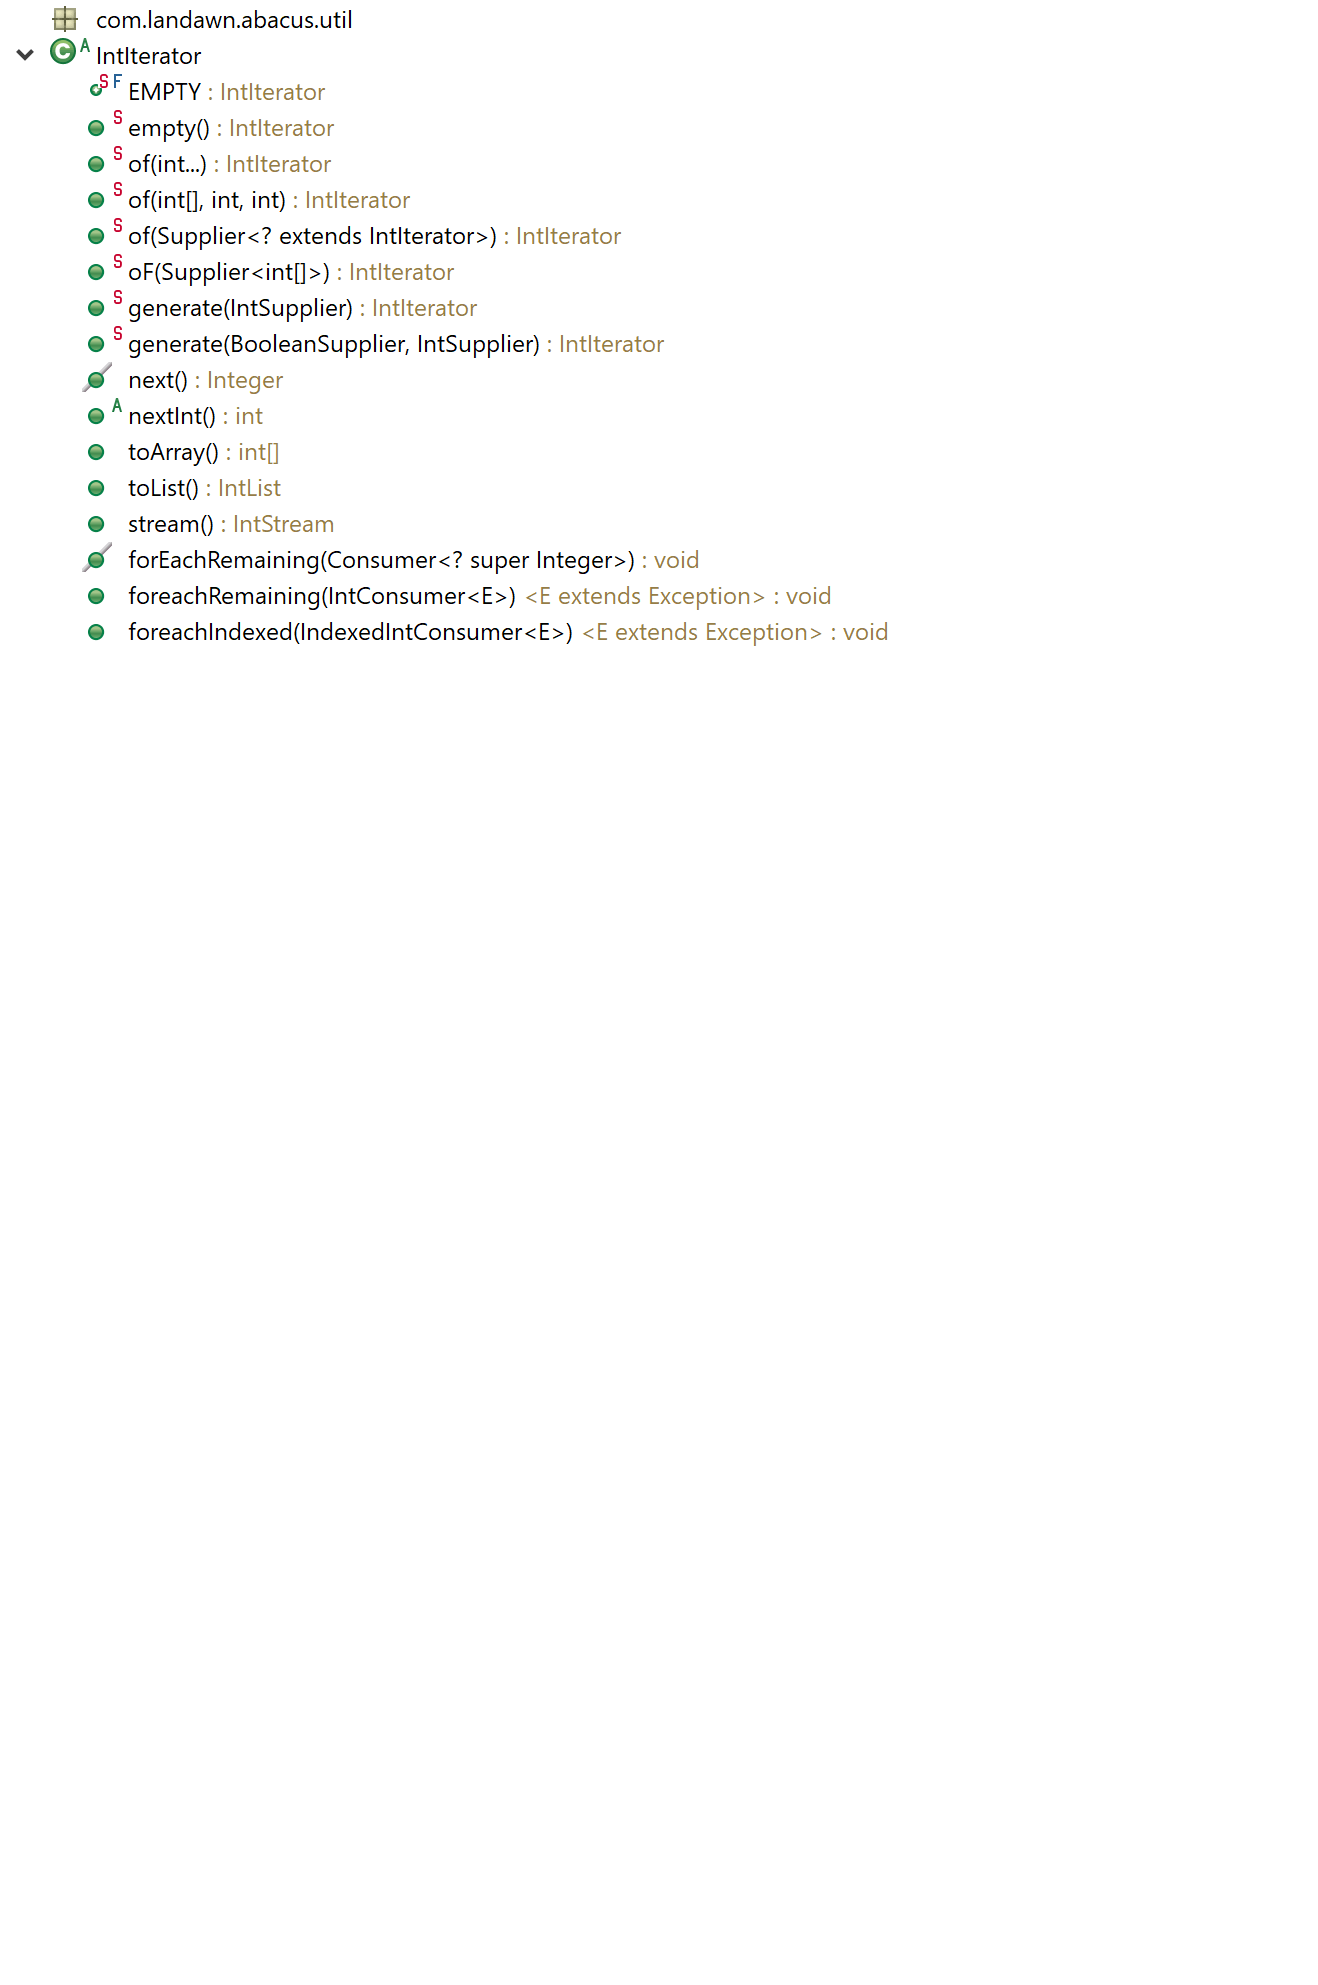 com.landawn.abacus.util
C A IntIterator
S F EMPTY : IntIterator
S empty() : IntIterator
S of(int...) : IntIterator
S of(int[], int, int) : IntIterator
S of(Supplier<? extends IntIterator>) : IntIterator
S oF(Supplier<int[]>) : IntIterator
S generate(IntSupplier) : IntIterator
S generate(BooleanSupplier, IntSupplier) : IntIterator
next() : Integer
A nextInt() : int
toArray() : int[]
toList() : IntList
stream() : IntStream
forEachRemaining(Consumer<? super Integer>) : void
foreachRemaining(IntConsumer<E>) <E extends Exception> : void
foreachIndexed(IndexedIntConsumer<E>) <E extends Exception> : void